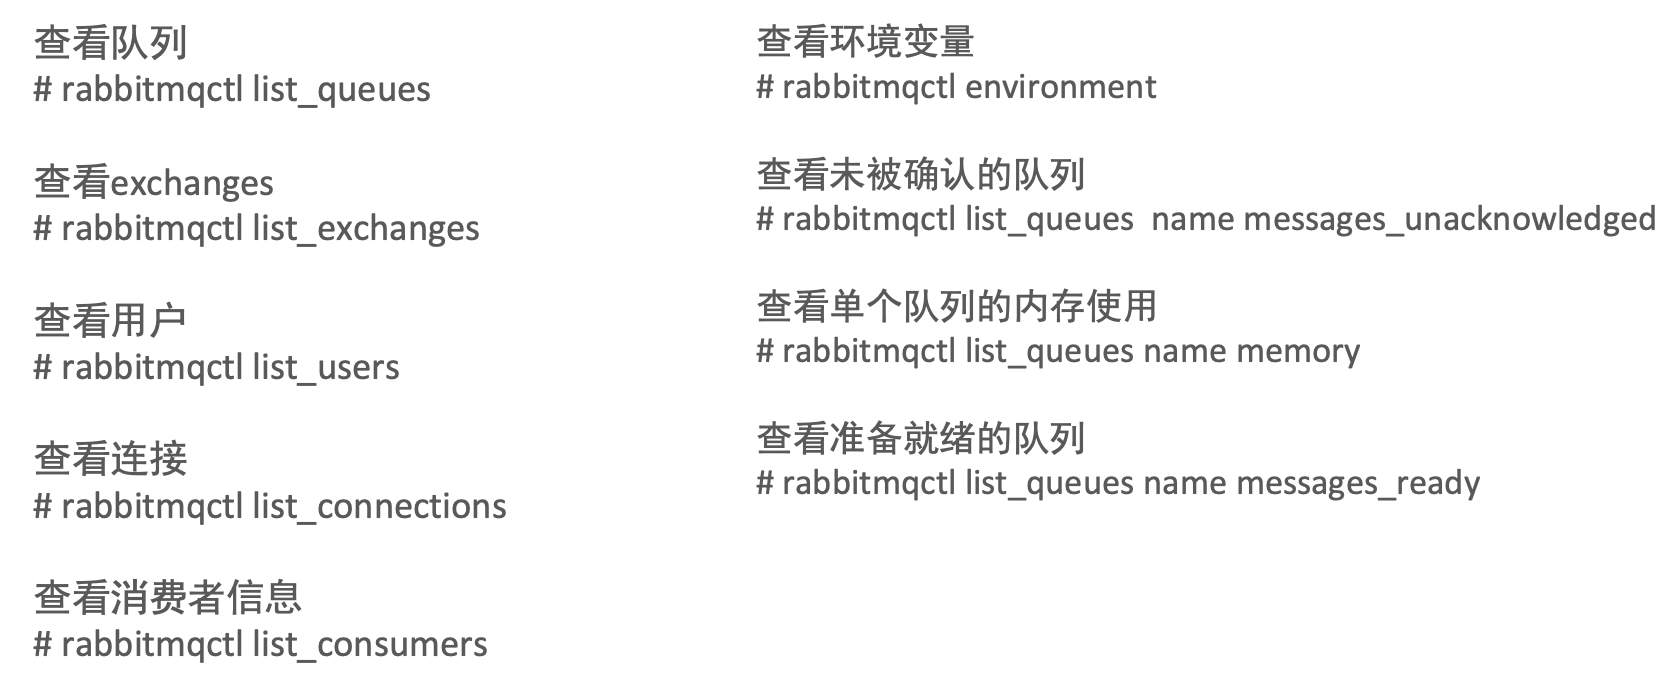 查看队列
# rabbitmqctl list_queues
查看exchanges
# rabbitmqctl list_exchanges
查看用户
# rabbitmqctl list_users
查看连接
# rabbitmqctl list_connections
查看消费者信息
# rabbitmqctl list_consumers
查看环境变量
# rabbitmqctl environment
查看未被确认的队列
# rabbitmqctl list_queues  name messages_unacknowledged
查看单个队列的内存使用
# rabbitmqctl list_queues name memory
查看准备就绪的队列
# rabbitmqctl list_queues name messages_ready